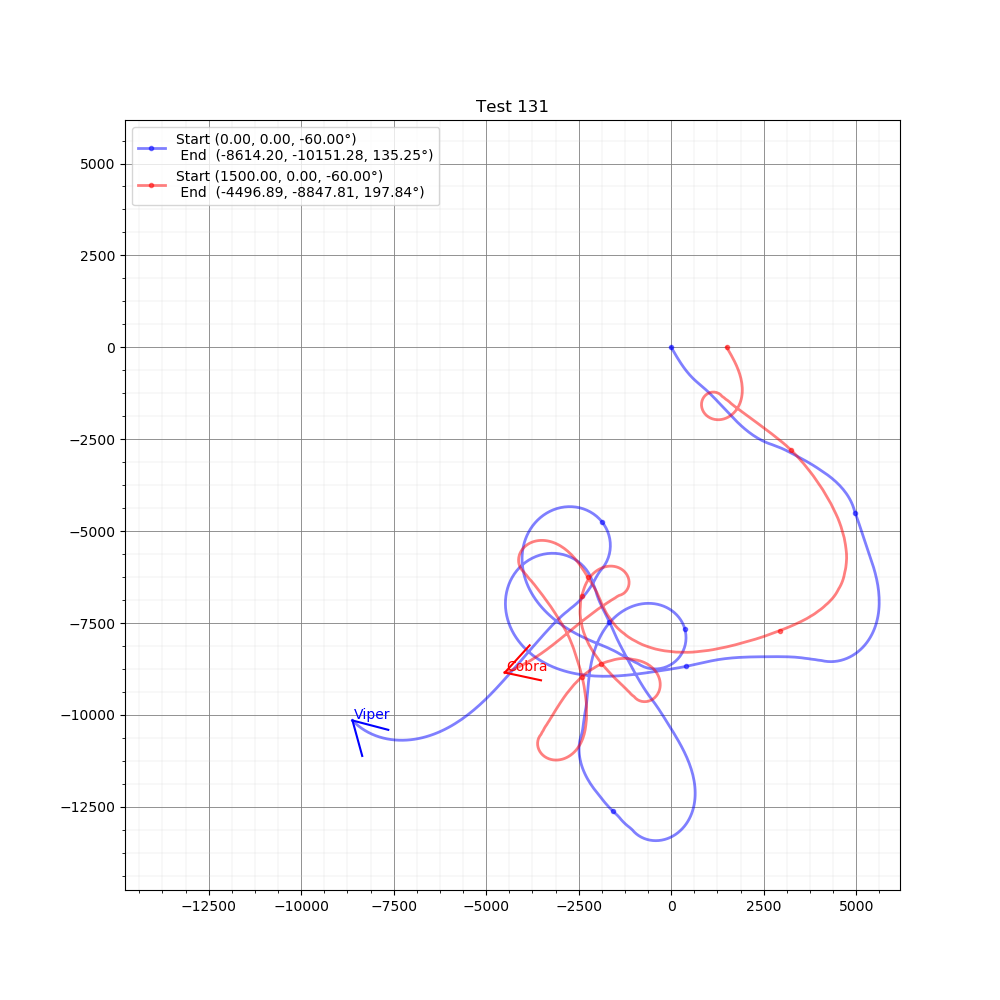 Test 131
Start (0.00, 0.00, -60.00°)
End (-8614.20, -10151.28, 135.25°)
Start (1500.00, 0.00, -60.00°)
End (-4496.89, -8847.81, 197.84°)
5000
2500
0
−2500
−5000
−7500
−10000
−12500
Cobra
Viper
−12500 −10000 −7500 −5000 −2500 0 2500 5000